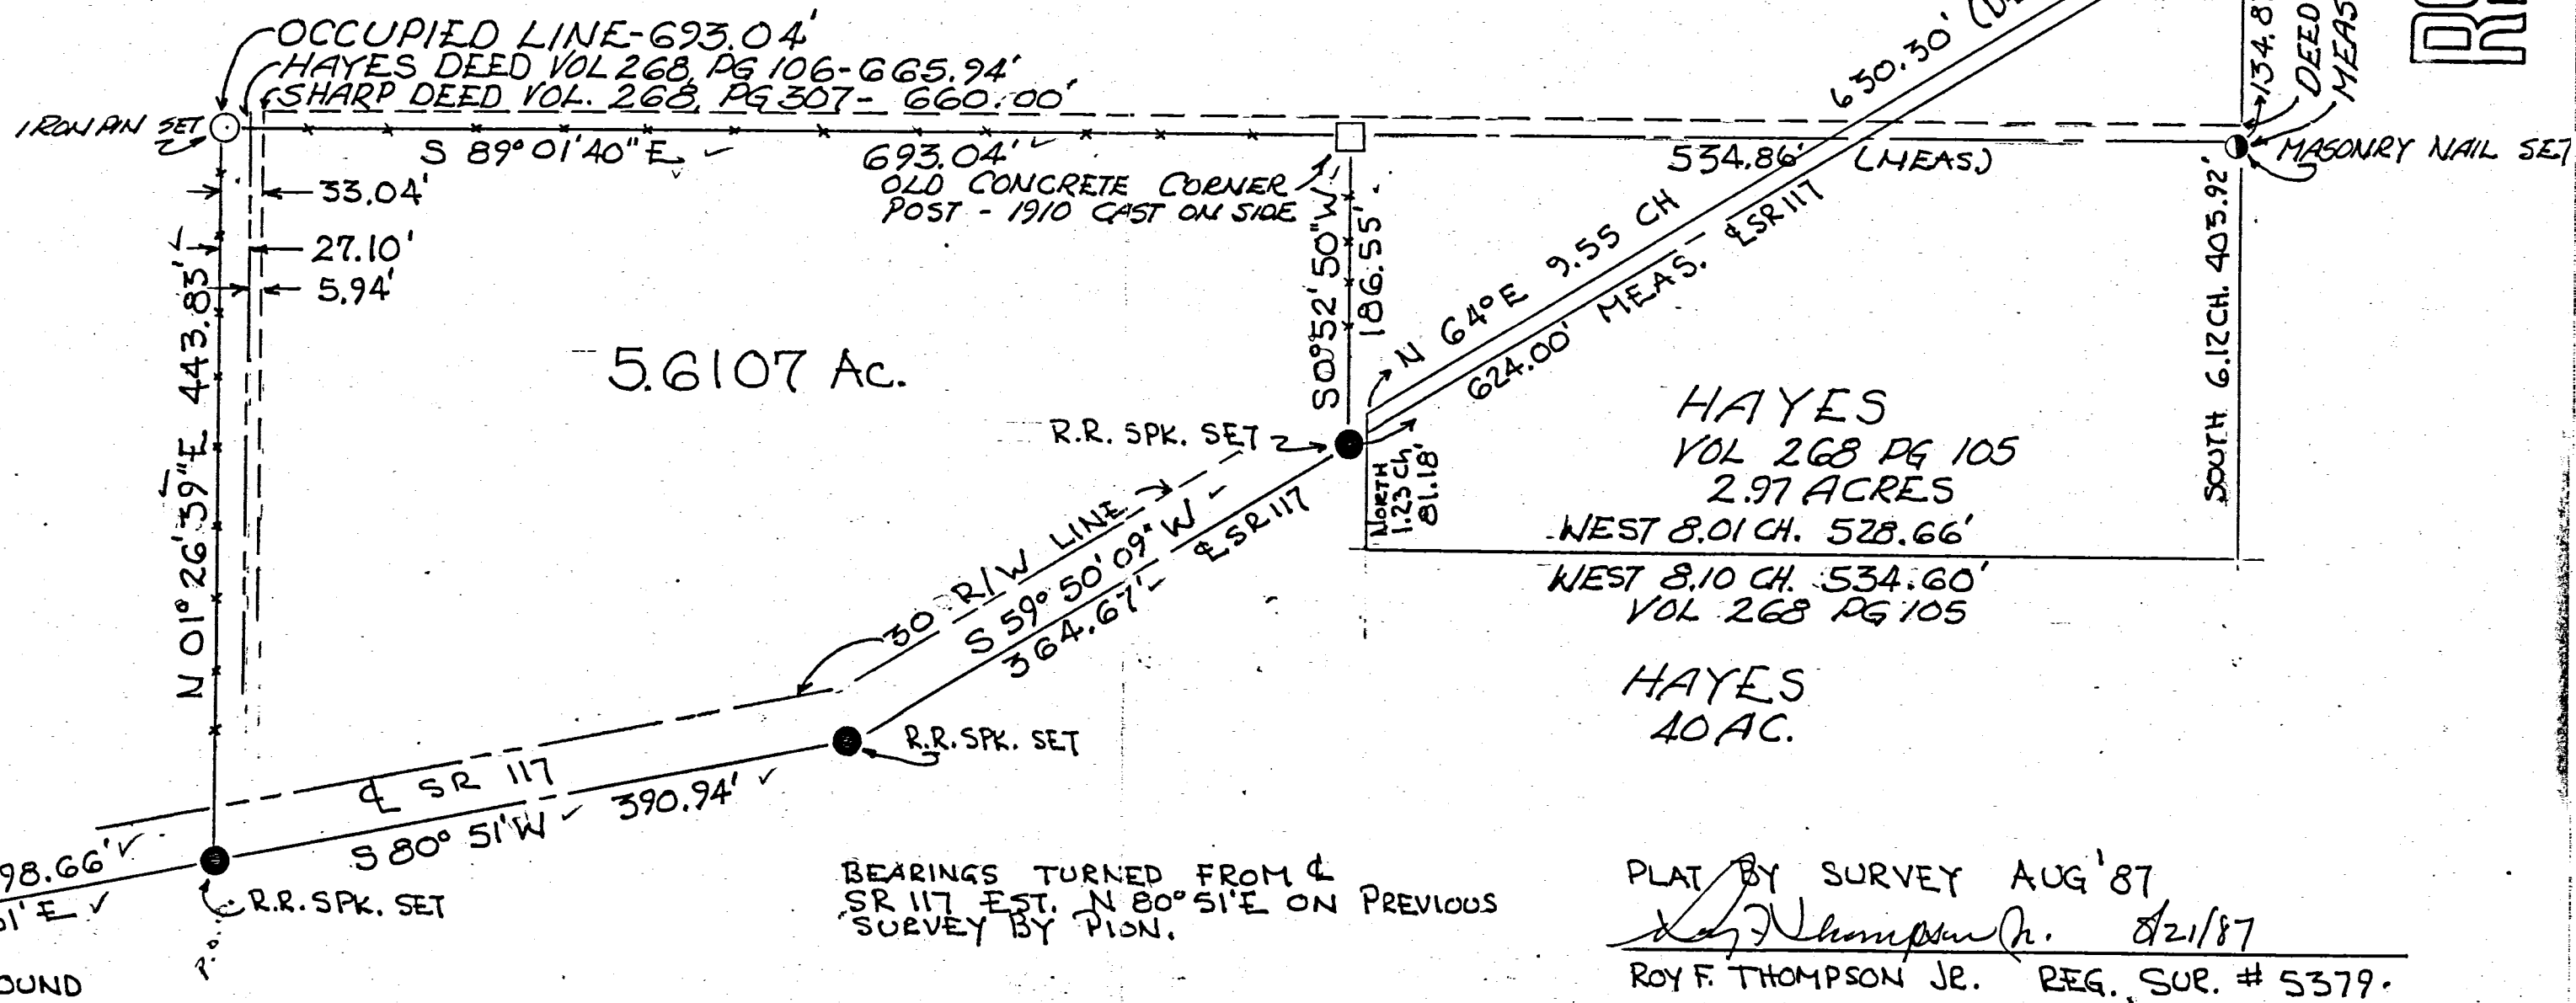 OCCUPIED LINE-693.04'
HAYES DEED VOL 268, PG 106-665.94'
SHARP DEED VOL. 268, PG 307- 660.00'
IRON PIN SET
S 89° 01' 40" E
693.04'
OLD CONCRETE CORNER
POST - 1910 CAST ON SIDE
534.86' (MEAS.)
630.30'
134.8
DEED
MEAS
MASONRY NAIL SET
33.04'
27.10'
5.94'
N 01° 26' 39" E 443.83'
5.6107 AC.
S 0° 52' 50" W
186.55'
N 64° E 9.55 CH
624.00' MEAS. ℄ SR 117
SOUTH 6.12 CH. 403.92'
R.R. SPK. SET
NORTH
1.23 Ch
81.18'
HAYES
VOL 268 PG 105
2.97 ACRES
WEST 8.01 CH. 528.66'
WEST 8.10 CH. 534.60'
VOL 268 PG 105
HAYES
40 AC.
30 R/W LINE
S 59° 50' 09" W ℄ SR 117
364.67'
R.R. SPK. SET
℄ SR 117
S 80° 51' W 390.94'
98.66'
51' E
R.R. SPK. SET
P.O.
OUND
BEARINGS TURNED FROM ℄
SR 117 EST. N 80° 51' E ON PREVIOUS
SURVEY BY PION.
PLAT BY SURVEY AUG '87
Roy F Thompson Jr. 8/21/87
ROY F. THOMPSON JR. REG. SUR. # 5379.